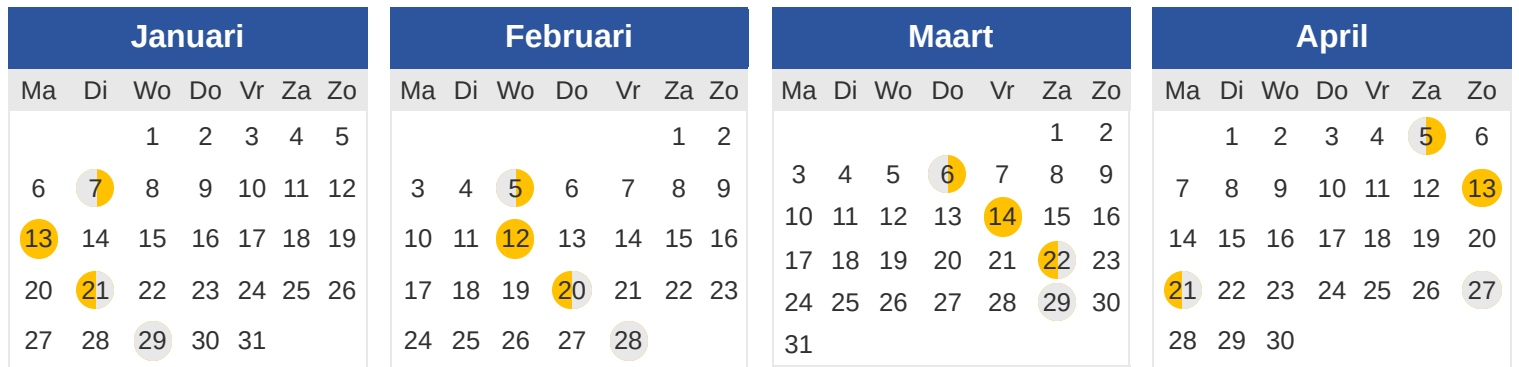 Januari
Ma Di Wo Do Vr Za Zo
1 2 3 4 5
6 7 8 9 10 11 12
13 14 15 16 17 18 19
20 21 22 23 24 25 26
27 28 29 30 31
Februari
Ma Di Wo Do Vr Za Zo
1 2
3 4 5 6 7 8 9
10 11 12 13 14 15 16
17 18 19 20 21 22 23
24 25 26 27 28
Maart
Ma Di Wo Do Vr Za Zo
1 2
3 4 5 6 7 8 9
10 11 12 13 14 15 16
17 18 19 20 21 22 23
24 25 26 27 28 29 30
31
April
Ma Di Wo Do Vr Za Zo
1 2 3 4 5 6
7 8 9 10 11 12 13
14 15 16 17 18 19 20
21 22 23 24 25 26 27
28 29 30